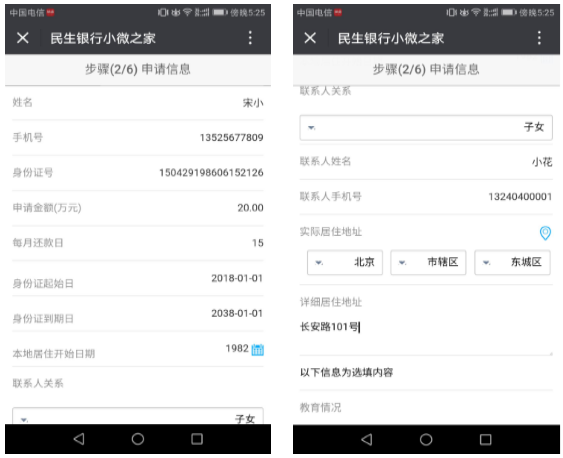 中国电信 傍晚5:25
民生银行小微之家
步骤(2/6) 申请信息
姓名 宋小
手机号 13525677809
身份证号 150429198606152126
申请金额(万元) 20.00
每月还款日 15
身份证起始日 2018-01-01
身份证到期日 2038-01-01
本地居住开始日期 1982
联系人关系
子女
中国电信 傍晚5:25
民生银行小微之家
步骤(2/6) 申请信息
联系人关系
子女
联系人姓名 小花
联系人手机号 13240400001
实际居住地址
北京 市辖区 东城区
详细居住地址
长安路101号
以下信息为选填内容
教育情况